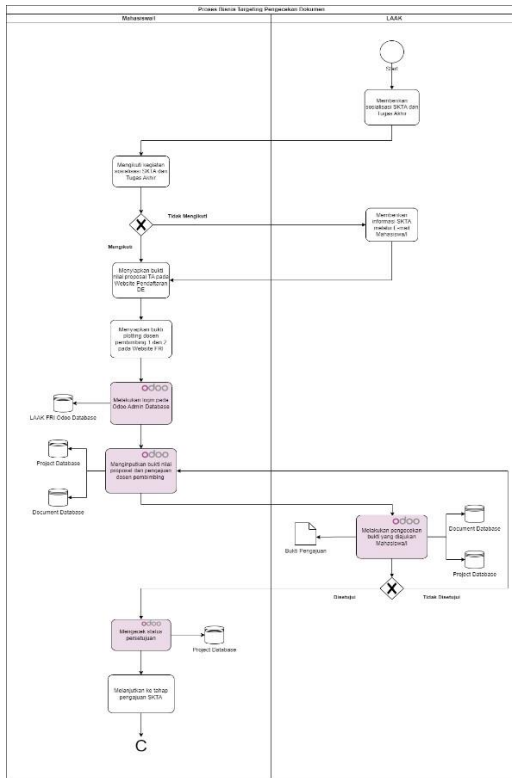 Proses Bisnis Targeting Pengecekan Dokumen
Mahasiswa/i
LAAK
Start
Memberikan
sosialisasi SKTA dan
Tugas Akhir
Mengikuti kegiatan
sosialisasi SKTA dan
Tugas Akhir
Tidak Mengikuti
Memberikan
informasi SKTA
melalui E-mail
Mahasiswa/i
Mengikuti
Menyiapkan bukti
nilai proposal TA pada
Website Pendaftaran
DE
Menyiapkan bukti
plotting dosen
pembimbing 1 dan 2
pada Website FRI
odoo
Melakukan login pada
Odoo Admin Database
LAAK FRI Odoo Database
odoo
Manginputkan bukti nilai
proposal dan pengajuan
dosen pembimbing
Project Database
Document Database
odoo
Melakukan pengecekan
bukti yang diajukan
Mahasiswa/i
Bukti Pengajuan
Document Database
Project Database
Disetujui
Tidak Disetujui
odoo
Mengecek status
persetujuan
Project Database
Melanjutkan ke tahap
pengajuan SKTA
C